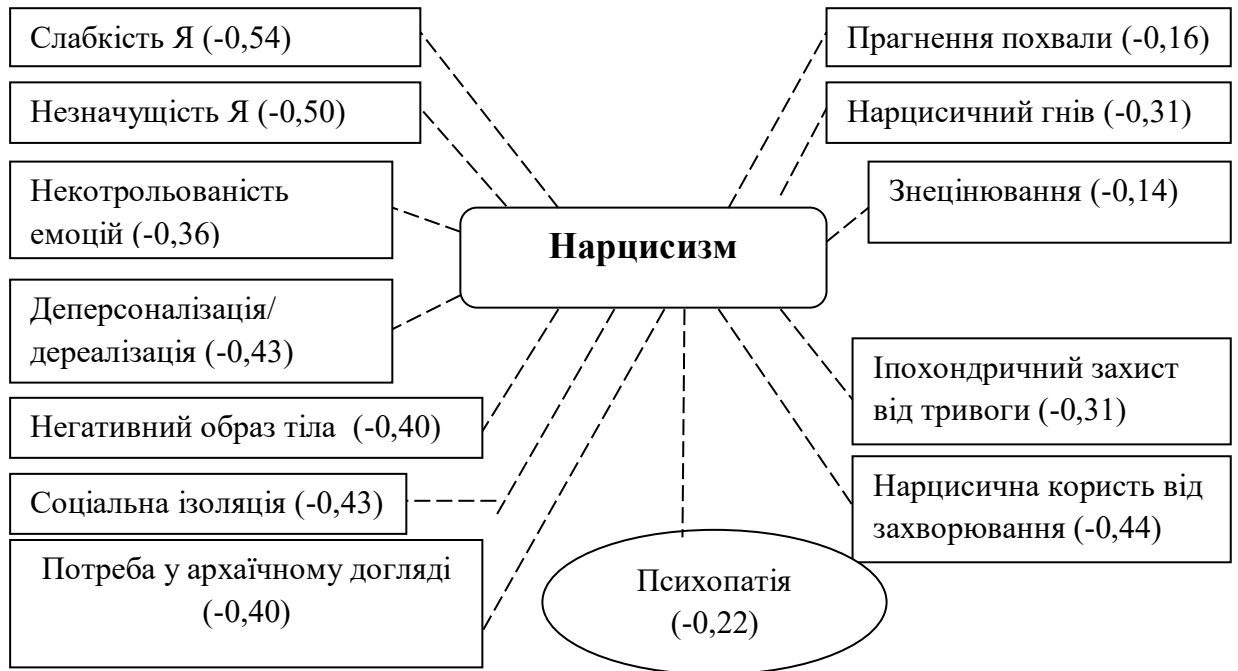 Слабкість Я (-0,54)
Прагнення похвали (-0,16)
Незначущість Я (-0,50)
Нарцисичний гнів (-0,31)
Некотрольованість
емоцій (-0,36)
Знецінювання (-0,14)
Нарцисизм
Деперсоналізація/
дереалізація (-0,43)
Іпохондричний захист
від тривоги (-0,31)
Негативний образ тіла (-0,40)
Соціальна ізоляція (-0,43)
Нарцисична користь від
захворювання (-0,44)
Потреба у архаїчному догляді
(-0,40)
Психопатія
(-0,22)